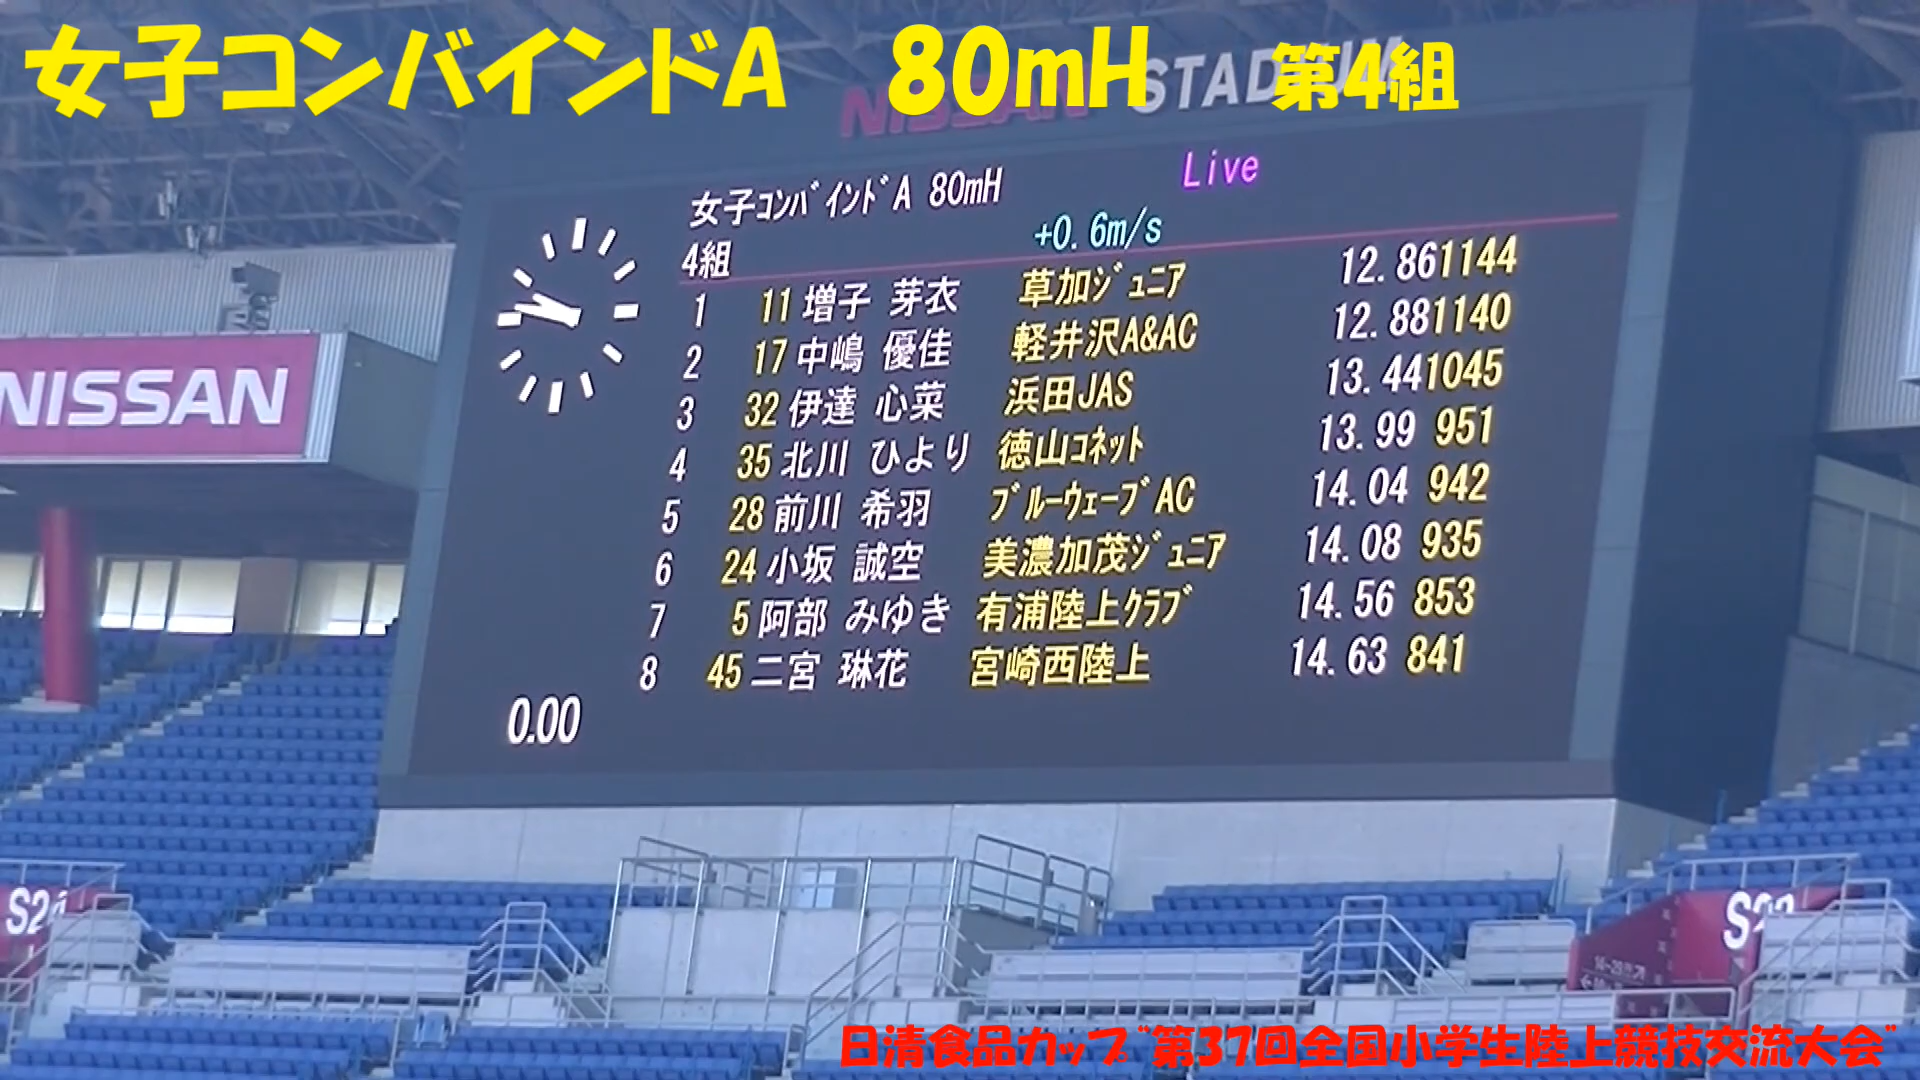 女子コンバインドA 80mH 第4組
NISSAN STADIUM
女子コンバインドA 80mH Live
4組 +0.6m/s
1 11 増子 芽衣 草加ジュニア 12.86 1144
2 17 中嶋 優佳 軽井沢A&AC 12.88 1140
3 32 伊達 心菜 浜田JAS 13.44 1045
4 35 北川 ひより 徳山コネット 13.99 951
5 28 前川 希羽 ブルーウェーブAC 14.04 942
6 24 小坂 誠空 美濃加茂ジュニア 14.08 935
7 5 阿部 みゆき 有浦陸上クラブ 14.56 853
8 45 二宮 琳花 宮崎西陸上 14.63 841
0.00
NISSAN
日清食品カップ"第37回全国小学生陸上競技交流大会"